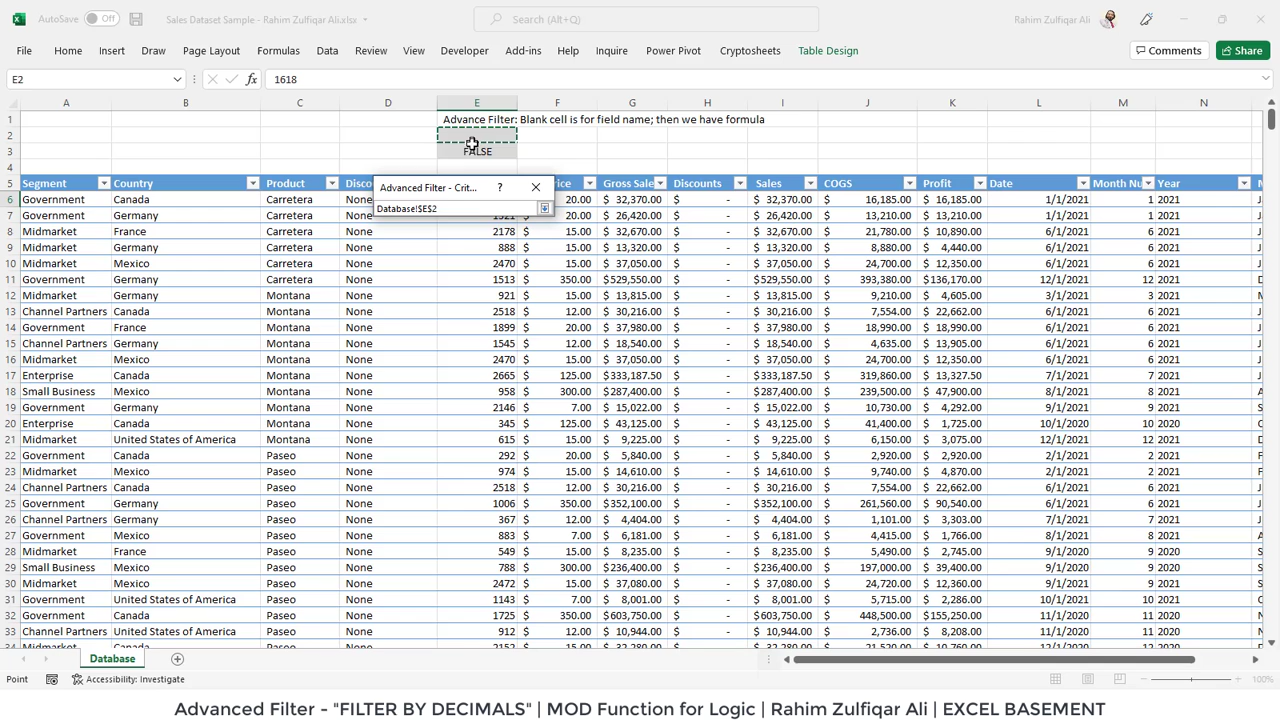 AutoSave Off Sales Dataset Sample - Rahim Zulfiqar Ali.xlsx Search (Alt+Q) Rahim Zulfiqar Ali
File Home Insert Draw Page Layout Formulas Data Review View Developer Add-ins Help Inquire Power Pivot Cryptosheets Table Design Comments Share
E2 fx 1618
A B C D E F G H I J K L M N
1 Advance Filter: Blank cell is for field name; then we have formula
2
3 FALSE
4
5 Segment Country Product Gross Sale Discounts Sales COGS Profit Date Month Nu Year
Advanced Filter - Crit... ? ×
Database!$E$2
6 Government Canada Carretera None 20.00 $ 32,370.00 $ - $ 32,370.00 $ 16,185.00 $ 16,185.00 1/1/2021 1 2021
7 Government Germany Carretera None 20.00 $ 26,420.00 $ - $ 26,420.00 $ 13,210.00 $ 13,210.00 1/1/2021 1 2021
8 Midmarket France Carretera None 2178 $ 15.00 $ 32,670.00 $ - $ 32,670.00 $ 21,780.00 $ 10,890.00 6/1/2021 6 2021
9 Midmarket Germany Carretera None 888 $ 15.00 $ 13,320.00 $ - $ 13,320.00 $ 8,880.00 $ 4,440.00 6/1/2021 6 2021
10 Midmarket Mexico Carretera None 2470 $ 15.00 $ 37,050.00 $ - $ 37,050.00 $ 24,700.00 $ 12,350.00 6/1/2021 6 2021
11 Government Germany Carretera None 1513 $ 350.00 $529,550.00 $ - $529,550.00 $ 393,380.00 $136,170.00 12/1/2021 12 2021
12 Midmarket Germany Montana None 921 $ 15.00 $ 13,815.00 $ - $ 13,815.00 $ 9,210.00 $ 4,605.00 3/1/2021 3 2021
13 Channel Partners Canada Montana None 2518 $ 12.00 $ 30,216.00 $ - $ 30,216.00 $ 7,554.00 $ 22,662.00 6/1/2021 6 2021
14 Government France Montana None 1899 $ 20.00 $ 37,980.00 $ - $ 37,980.00 $ 18,990.00 $ 18,990.00 6/1/2021 6 2021
15 Channel Partners Germany Montana None 1545 $ 12.00 $ 18,540.00 $ - $ 18,540.00 $ 4,635.00 $ 13,905.00 6/1/2021 6 2021
16 Midmarket Mexico Montana None 2470 $ 15.00 $ 37,050.00 $ - $ 37,050.00 $ 24,700.00 $ 12,350.00 6/1/2021 6 2021
17 Enterprise Canada Montana None 2665 $ 125.00 $333,187.50 $ - $333,187.50 $ 319,860.00 $ 13,327.50 7/1/2021 7 2021
18 Small Business Mexico Montana None 958 $ 300.00 $287,400.00 $ - $287,400.00 $ 239,500.00 $ 47,900.00 8/1/2021 8 2021
19 Government Germany Montana None 2146 $ 7.00 $ 15,022.00 $ - $ 15,022.00 $ 10,730.00 $ 4,292.00 9/1/2021 9 2021
20 Enterprise Canada Montana None 345 $ 125.00 $ 43,125.00 $ - $ 43,125.00 $ 41,400.00 $ 1,725.00 10/1/2020 10 2020
21 Midmarket United States of America Montana None 615 $ 15.00 $ 9,225.00 $ - $ 9,225.00 $ 6,150.00 $ 3,075.00 12/1/2021 12 2021
22 Government Canada Paseo None 292 $ 20.00 $ 5,840.00 $ - $ 5,840.00 $ 2,920.00 $ 2,920.00 2/1/2021 2 2021
23 Midmarket Mexico Paseo None 974 $ 15.00 $ 14,610.00 $ - $ 14,610.00 $ 9,740.00 $ 4,870.00 2/1/2021 2 2021
24 Channel Partners Canada Paseo None 2518 $ 12.00 $ 30,216.00 $ - $ 30,216.00 $ 7,554.00 $ 22,662.00 6/1/2021 6 2021
25 Government Germany Paseo None 1006 $ 350.00 $352,100.00 $ - $352,100.00 $ 261,560.00 $ 90,540.00 6/1/2021 6 2021
26 Channel Partners Germany Paseo None 367 $ 12.00 $ 4,404.00 $ - $ 4,404.00 $ 1,101.00 $ 3,303.00 7/1/2021 7 2021
27 Government Mexico Paseo None 883 $ 7.00 $ 6,181.00 $ - $ 6,181.00 $ 4,415.00 $ 1,766.00 8/1/2021 8 2021
28 Midmarket France Paseo None 549 $ 15.00 $ 8,235.00 $ - $ 8,235.00 $ 5,490.00 $ 2,745.00 9/1/2020 9 2020
29 Small Business Mexico Paseo None 788 $ 300.00 $236,400.00 $ - $236,400.00 $ 197,000.00 $ 39,400.00 9/1/2020 9 2020
30 Midmarket Mexico Paseo None 2472 $ 15.00 $ 37,080.00 $ - $ 37,080.00 $ 24,720.00 $ 12,360.00 9/1/2021 9 2021
31 Government United States of America Paseo None 1143 $ 7.00 $ 8,001.00 $ - $ 8,001.00 $ 5,715.00 $ 2,286.00 10/1/2021 10 2021
32 Government Canada Paseo None 1725 $ 350.00 $603,750.00 $ - $603,750.00 $ 448,500.00 $155,250.00 11/1/2020 11 2020
33 Channel Partners United States of America Paseo None 912 $ 12.00 $ 10,944.00 $ - $ 10,944.00 $ 2,736.00 $ 8,208.00 11/1/2020 11 2020
Database
Point Accessibility: Investigate 100%
Advanced Filter - "FILTER BY DECIMALS" | MOD Function for Logic | Rahim Zulfiqar Ali | EXCEL BASEMENT